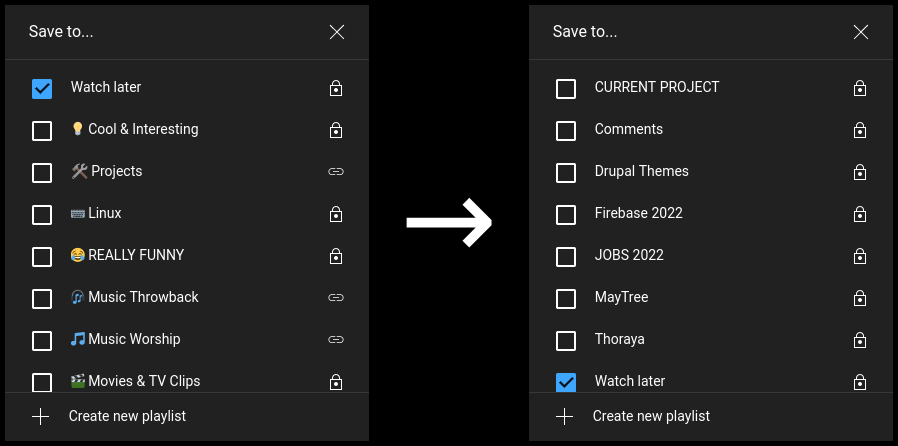 Save to...
Watch later
💡 Cool & Interesting
🛠 Projects
⌨ Linux
😂 REALLY FUNNY
🎧 Music Throwback
🎵 Music Worship
🎬 Movies & TV Clips
Create new playlist
Save to...
CURRENT PROJECT
Comments
Drupal Themes
Firebase 2022
JOBS 2022
MayTree
Thoraya
Watch later
Create new playlist